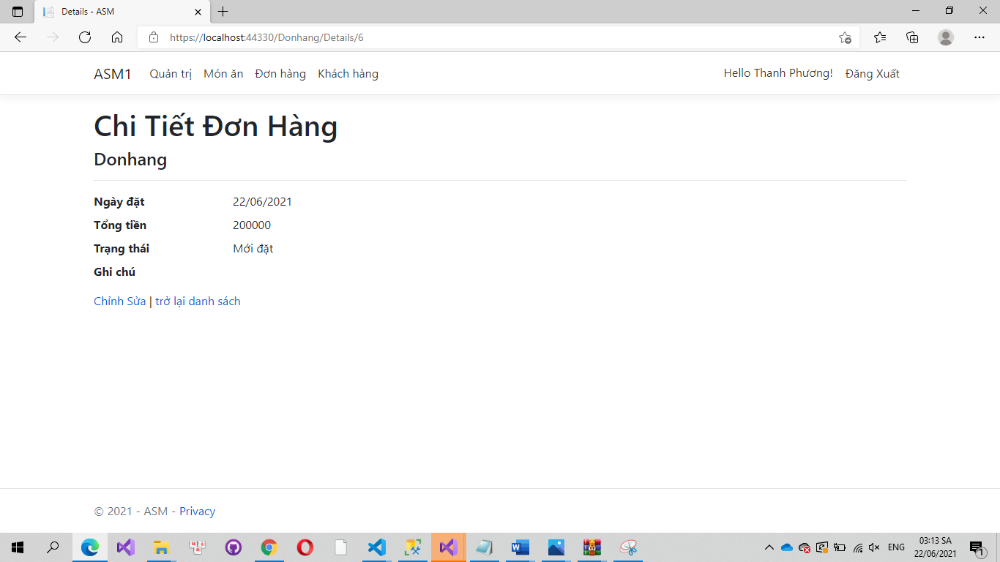 Details - ASM
https://localhost:44330/Donhang/Details/6
ASM1 Quản trị Món ăn Đơn hàng Khách hàng Hello Thanh Phương! Đăng Xuất
Chi Tiết Đơn Hàng
Donhang
Ngày đặt 22/06/2021
Tổng tiền 200000
Trạng thái Mới đặt
Ghi chú
Chỉnh Sửa | trở lại danh sách
© 2021 - ASM - Privacy
ENG 03:13 SA
22/06/2021 1